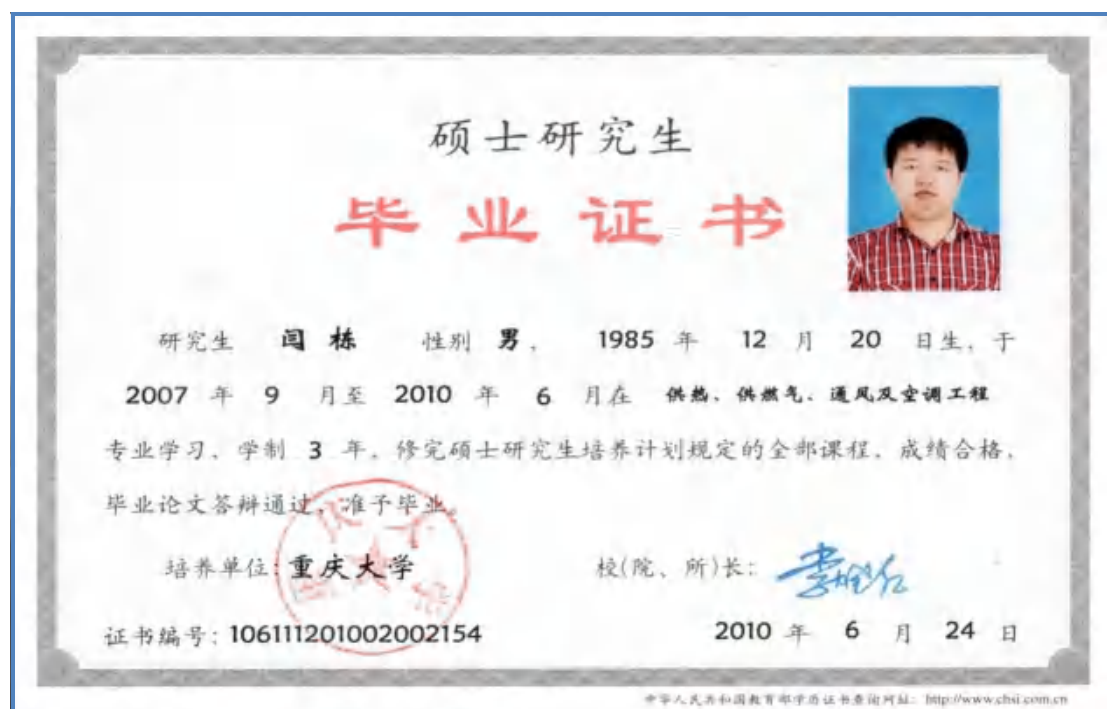 硕士研究生
毕业证书
研究生 闫栋 性别 男, 1985 年 12 月 20 日生, 于
2007 年 9 月至 2010 年 6 月在 供热、供燃气、通风及空调工程
专业学习, 学制 3 年, 修完硕士研究生培养计划规定的全部课程, 成绩合格,
毕业论文答辩通过, 准予毕业。
培养单位: 重庆大学 校(院、所)长:
证书编号: 106111201002002154 2010 年 6 月 24 日
中华人民共和国教育部学历证书查询网址: http://www.chsi.com.cn